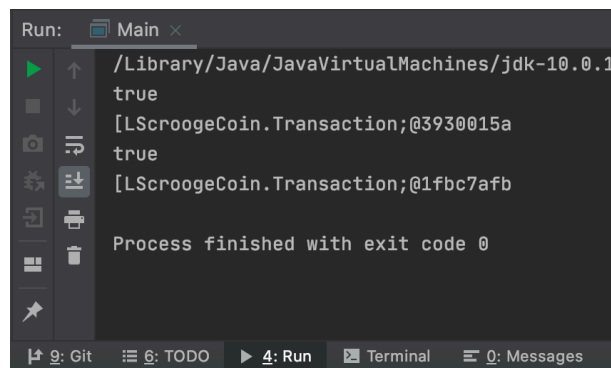 Run: Main
/Library/Java/JavaVirtualMachines/jdk-10.0.1
true
[LScroogeCoin.Transaction;@3930015a
true
[LScroogeCoin.Transaction;@1fbc7afb
Process finished with exit code 0
9: Git 6: TODO 4: Run Terminal 0: Messages